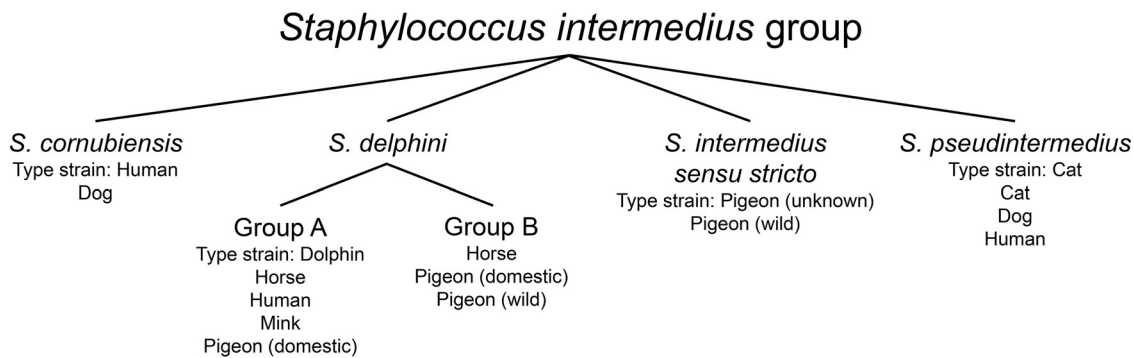 Staphylococcus intermedius group
S. cornubiensis
Type strain: Human
Dog
S. delphini
Group A
Type strain: Dolphin
Horse
Human
Mink
Pigeon (domestic)
Group B
Horse
Pigeon (domestic)
Pigeon (wild)
S. intermedius
sensu stricto
Type strain: Pigeon (unknown)
Pigeon (wild)
S. pseudintermedius
Type strain: Cat
Cat
Dog
Human